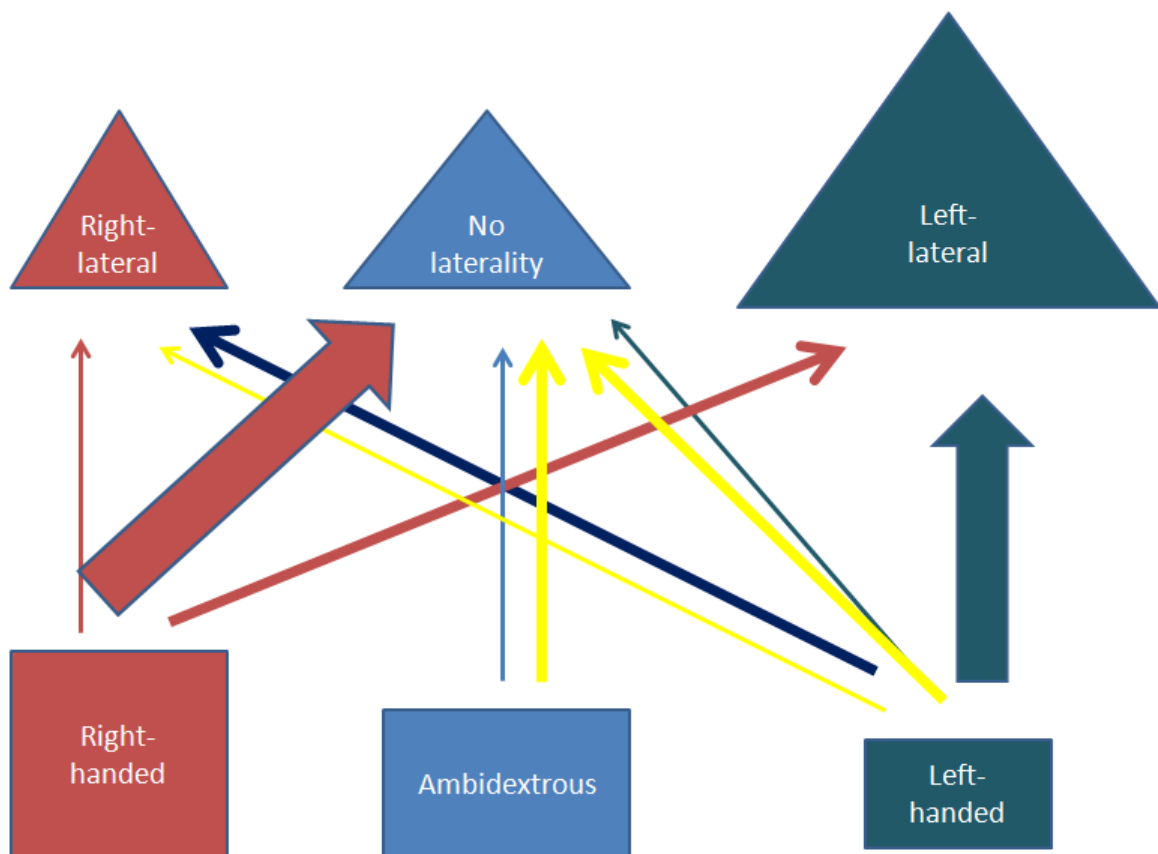 Right-
lateral
No
laterality
Left-
lateral
Right-
handed
Ambidextrous
Left-
handed